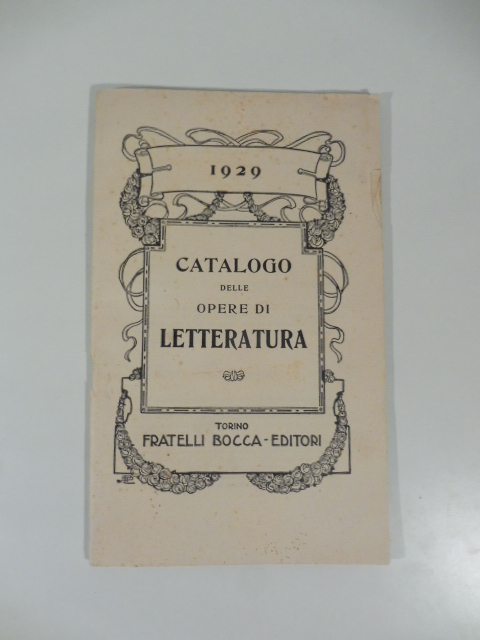 1929
CATALOGO
DELLE
OPERE DI
LETTERATURA
TORINO
FRATELLI BOCCA - EDITORI